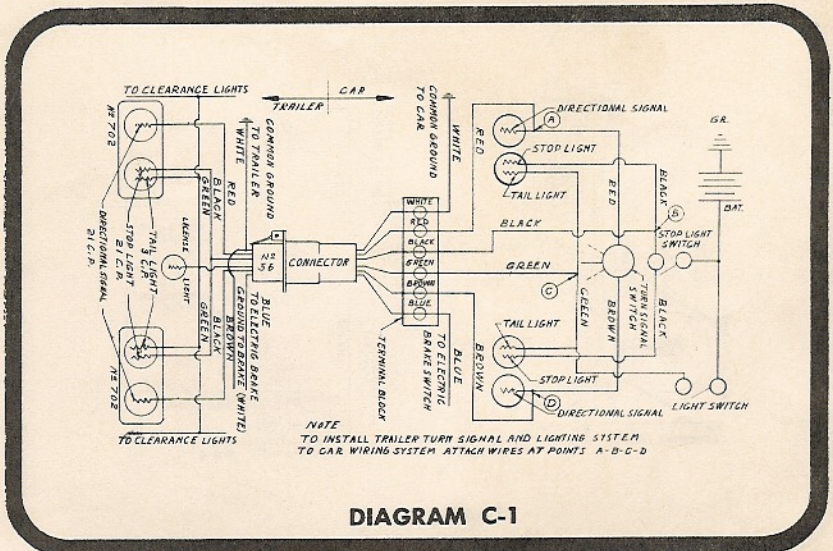 TO CLEARANCE LIGHTS
TRAILER
CAR
Nº 702
DIRECTIONAL SIGNAL
21 C.P.
STOP LIGHT
21 C.P.
TAIL LIGHT
3 C.P.
LICENSE
LIGHT
GREEN
BLACK
RED
WHITE
COMMON GROUND
TO TRAILER
GREEN
BLACK
BROWN
GROUND TO BRAKE (WHITE)
TO ELECTRIC BRAKE
BLUE
Nº 702
TO CLEARANCE LIGHTS
Nº
56
CONNECTOR
COMMON GROUND
TO CAR
WHITE
WHITE
RED
BLACK
GREEN
BROWN
BLUE
TERMINAL BLOCK
TO ELECTRIC
BRAKE SWITCH
BLUE
BROWN
RED
BLACK
GREEN
DIRECTIONAL SIGNAL
A
STOP LIGHT
TAIL LIGHT
RED
BLACK
B
STOP LIGHT
SWITCH
GR.
BAT.
C
GREEN
BROWN
TURN SIGNAL
SWITCH
BLACK
TAIL LIGHT
STOP LIGHT
D
DIRECTIONAL SIGNAL
LIGHT SWITCH
NOTE
TO INSTALL TRAILER TURN SIGNAL AND LIGHTING SYSTEM
TO CAR WIRING SYSTEM ATTACH WIRES AT POINTS A-B-C-D
DIAGRAM C-1